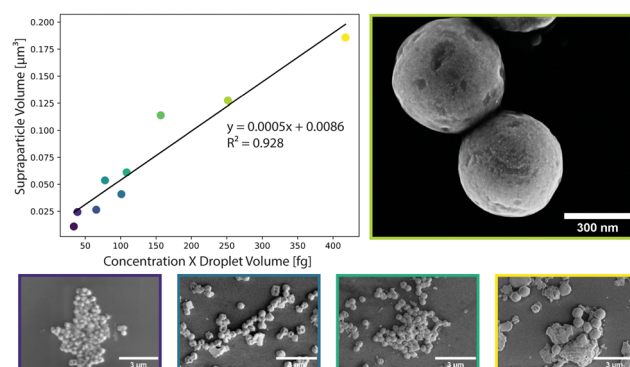 0.200
0.175
0.150
0.125
0.100
0.075
0.050
0.025
Supraparticle Volume [µm³]
y = 0.0005x + 0.0086
R² = 0.928
50
100
150
200
250
300
350
400
Concentration X Droplet Volume [fg]
300 nm
3 µm
3 µm
3 µm
3 µm